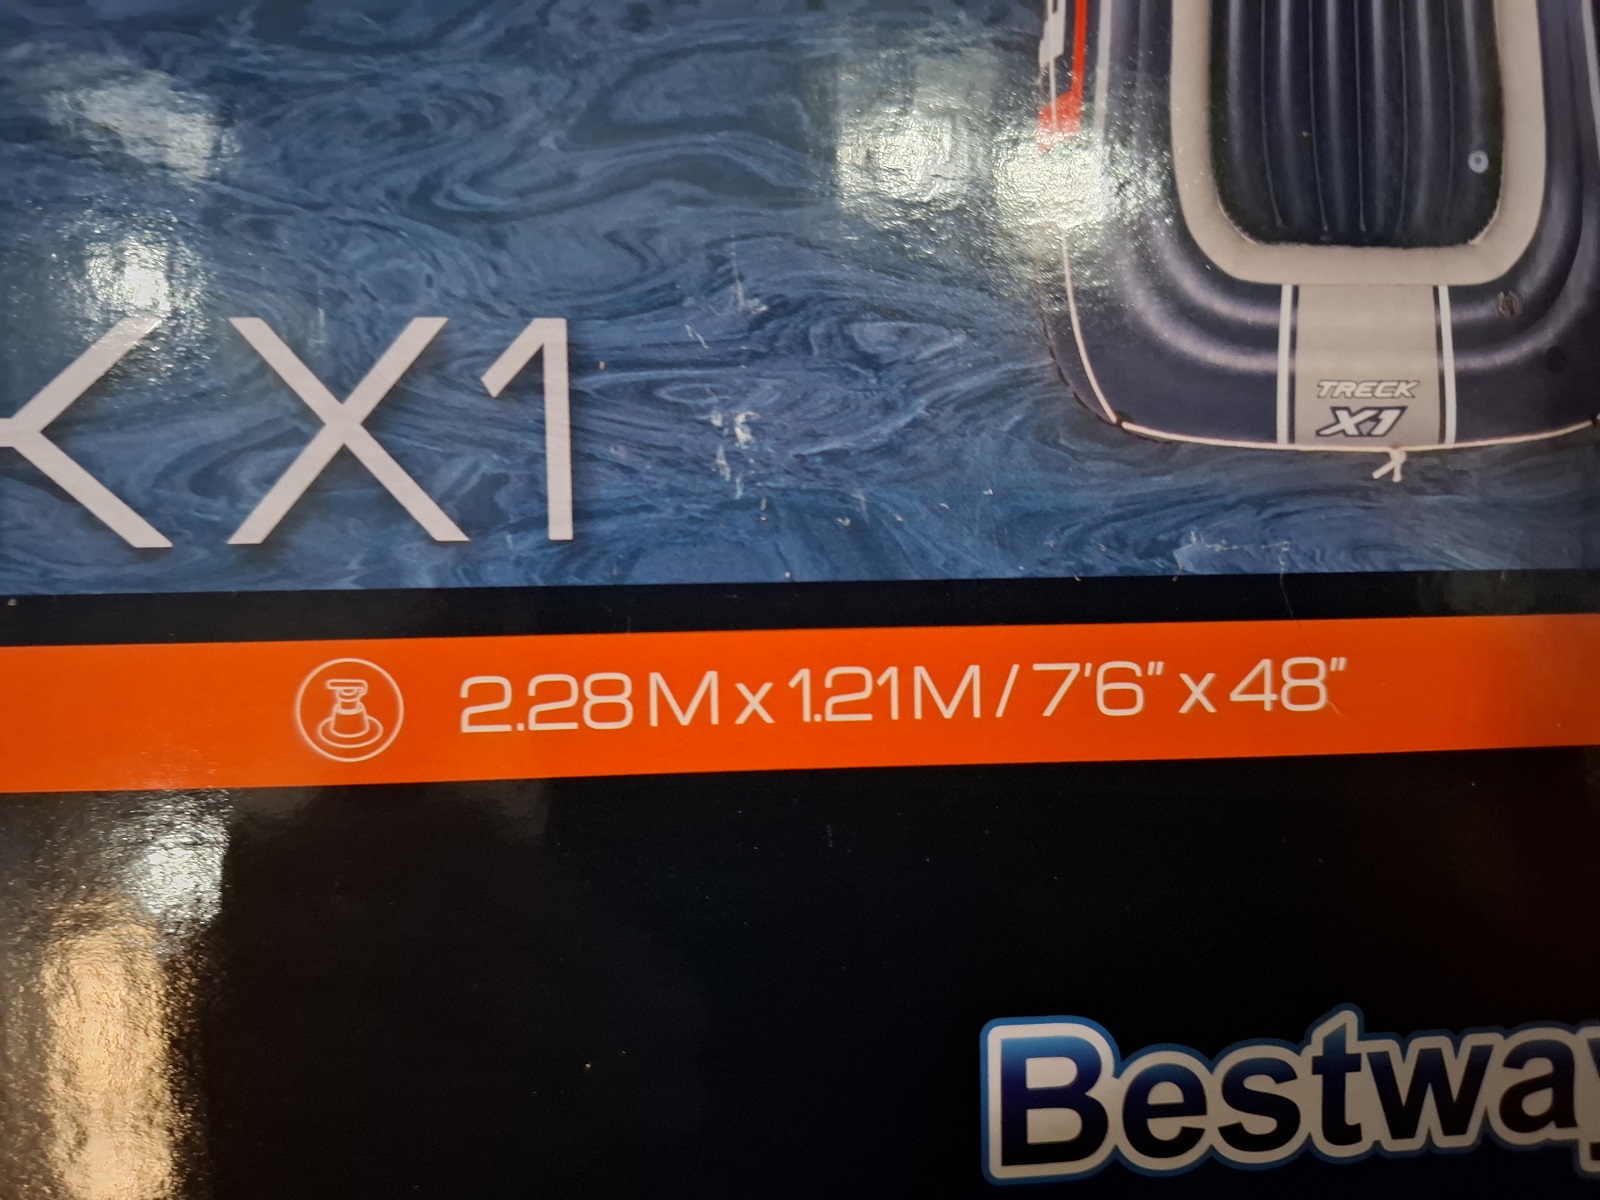 TRECK
X1
K X1
2.28 M x 1.21 M / 7'6" x 48"
Bestway